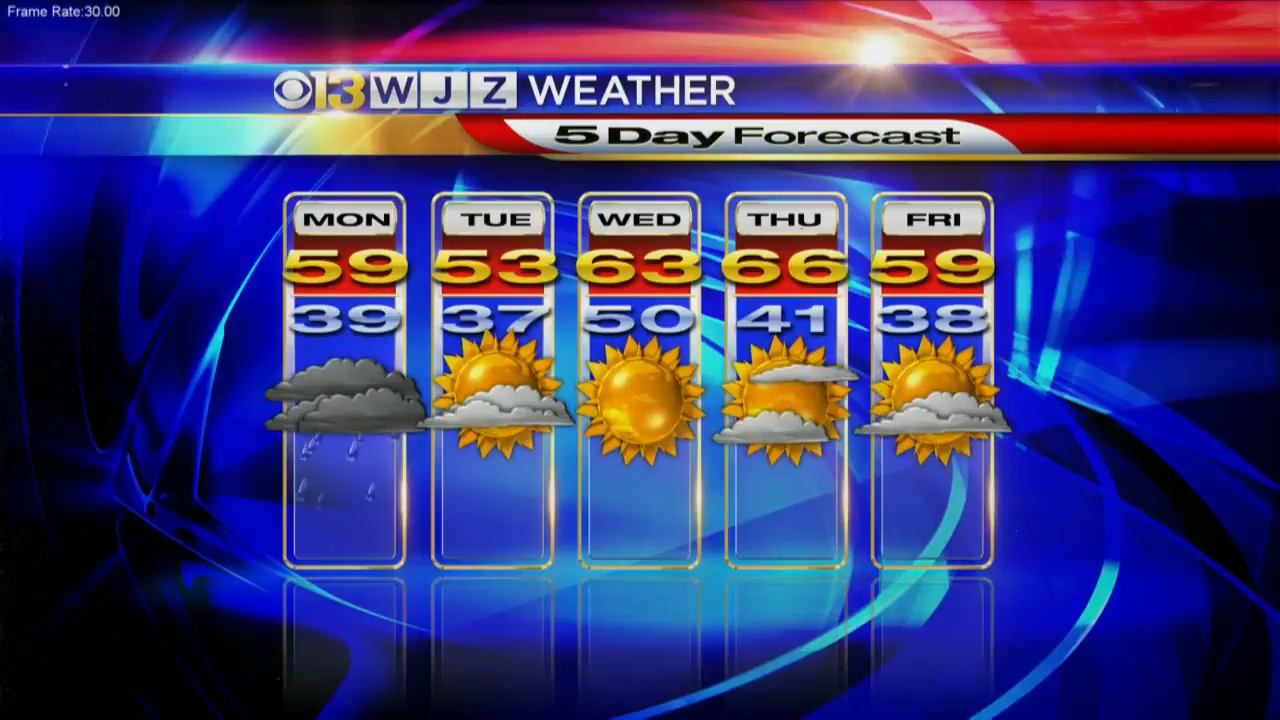 Frame Rate:30.00
13 WJZ WEATHER
5 Day Forecast
MON TUE WED THU FRI
59 53 63 66 59
39 37 50 41 38